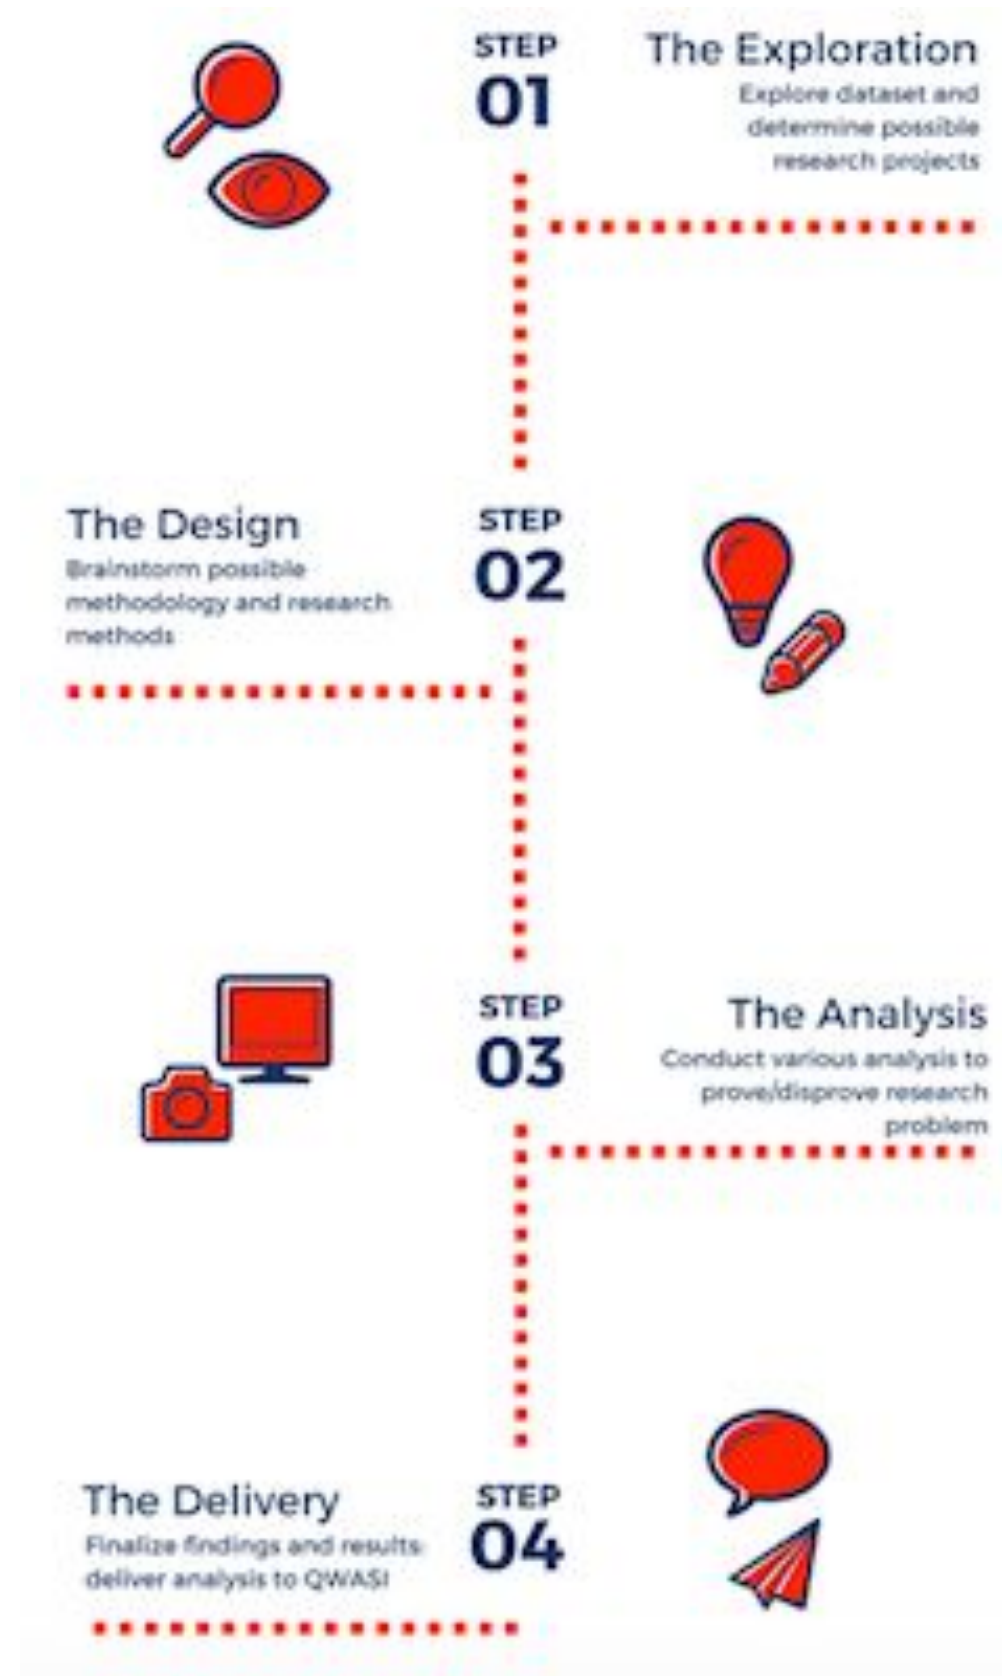 STEP
01
The Exploration
Explore dataset and
determine possible
research projects
The Design
Brainstorm possible
methodology and research
methods
STEP
02
STEP
03
The Analysis
Conduct various analysis to
prove/disprove research
problem
The Delivery
Finalize findings and results:
deliver analysis to QWASI
STEP
04